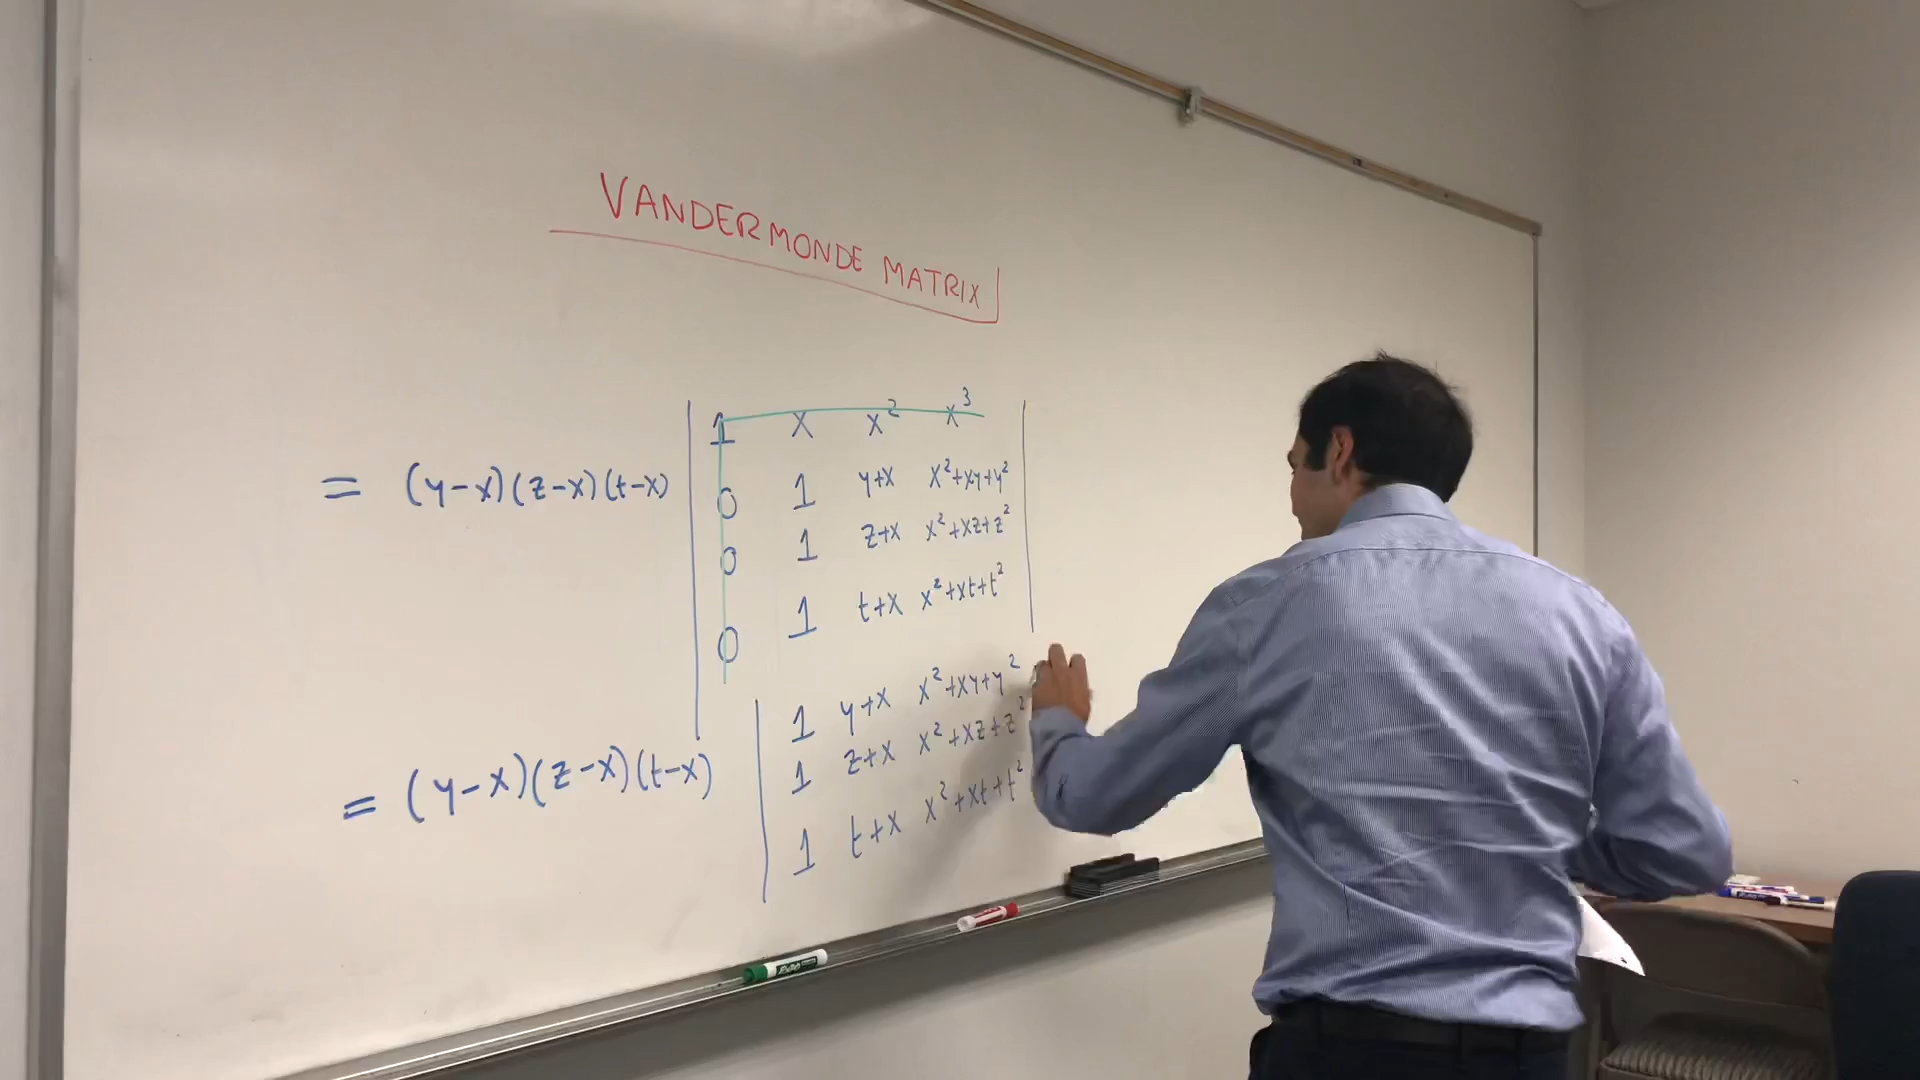 VANDERMONDE MATRIX
1 x x² x³
= (y-x)(z-x)(t-x) 0 1 y+x x²+xy+y²
0 1 z+x x²+xz+z²
0 1 t+x x²+xt+t²
1 y+x x²+xy+y²
= (y-x)(z-x)(t-x) 1 z+x x²+xz+z²
1 t+x x²+xt+t²